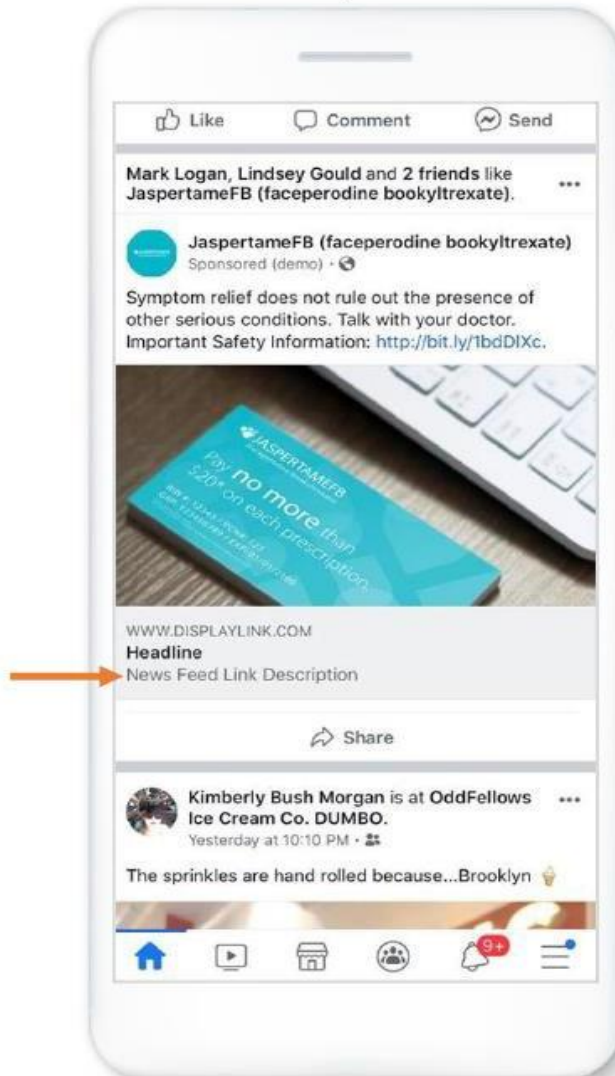 Like Comment Send
Mark Logan, Lindsey Gould and 2 friends like
JaspertameFB (faceperodine bookyltrexate).
JaspertameFB (faceperodine bookyltrexate)
Sponsored (demo) ·
Symptom relief does not rule out the presence of
other serious conditions. Talk with your doctor.
Important Safety Information: http://bit.ly/1bdDlXc.
JASPERTAMEFB
Pay no more than
$20* on each prescription.
WWW.DISPLAYLINK.COM
Headline
News Feed Link Description
Share
Kimberly Bush Morgan is at OddFellows
Ice Cream Co. DUMBO.
Yesterday at 10:10 PM ·
The sprinkles are hand rolled because...Brooklyn 🍦
9+